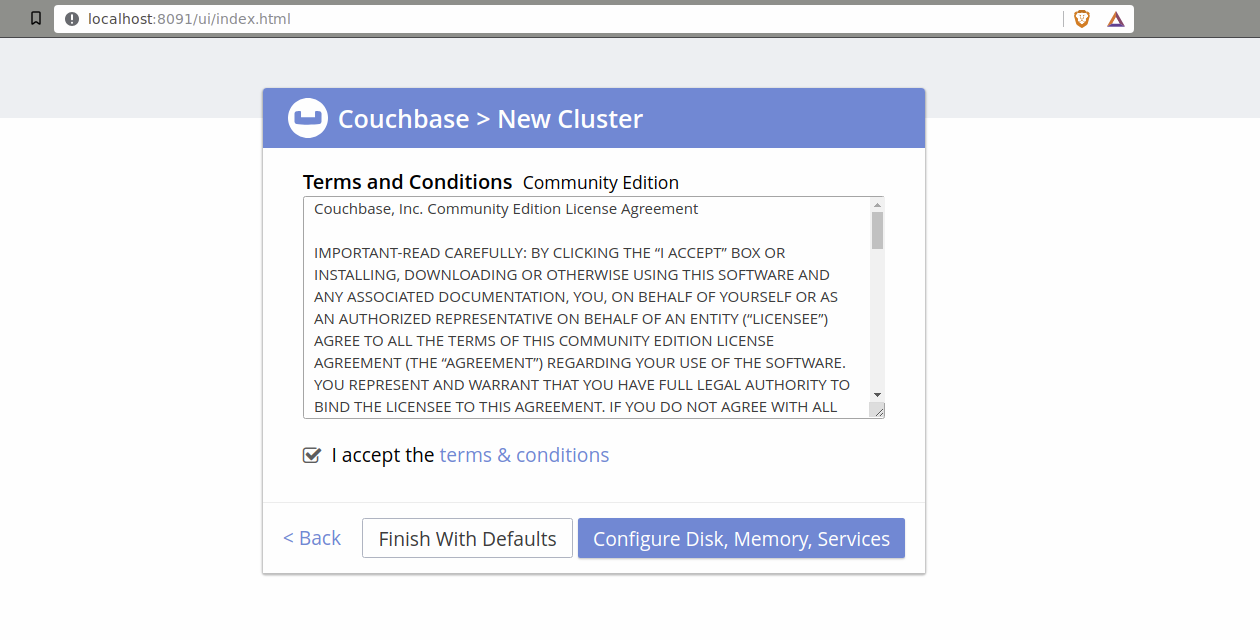 localhost:8091/ui/index.html
Couchbase > New Cluster
Terms and Conditions Community Edition
Couchbase, Inc. Community Edition License Agreement
IMPORTANT-READ CAREFULLY: BY CLICKING THE “I ACCEPT” BOX OR
INSTALLING, DOWNLOADING OR OTHERWISE USING THIS SOFTWARE AND
ANY ASSOCIATED DOCUMENTATION, YOU, ON BEHALF OF YOURSELF OR AS
AN AUTHORIZED REPRESENTATIVE ON BEHALF OF AN ENTITY (“LICENSEE”)
AGREE TO ALL THE TERMS OF THIS COMMUNITY EDITION LICENSE
AGREEMENT (THE “AGREEMENT”) REGARDING YOUR USE OF THE SOFTWARE.
YOU REPRESENT AND WARRANT THAT YOU HAVE FULL LEGAL AUTHORITY TO
BIND THE LICENSEE TO THIS AGREEMENT. IF YOU DO NOT AGREE WITH ALL
I accept the terms & conditions
< Back Finish With Defaults Configure Disk, Memory, Services